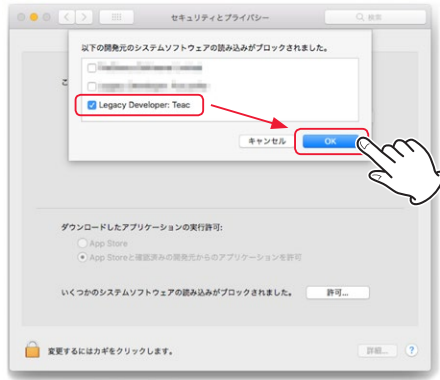 セキュリティとプライバシー
検索
以下の開発元のシステムソフトウェアの読み込みがブロックされました。
Legacy Developer: Teac
キャンセル
OK
ダウンロードしたアプリケーションの実行許可:
App Store
App Storeと確認済みの開発元からのアプリケーションを許可
いくつかのシステムソフトウェアの読み込みがブロックされました。
許可...
変更するにはカギをクリックします。
詳細...
?